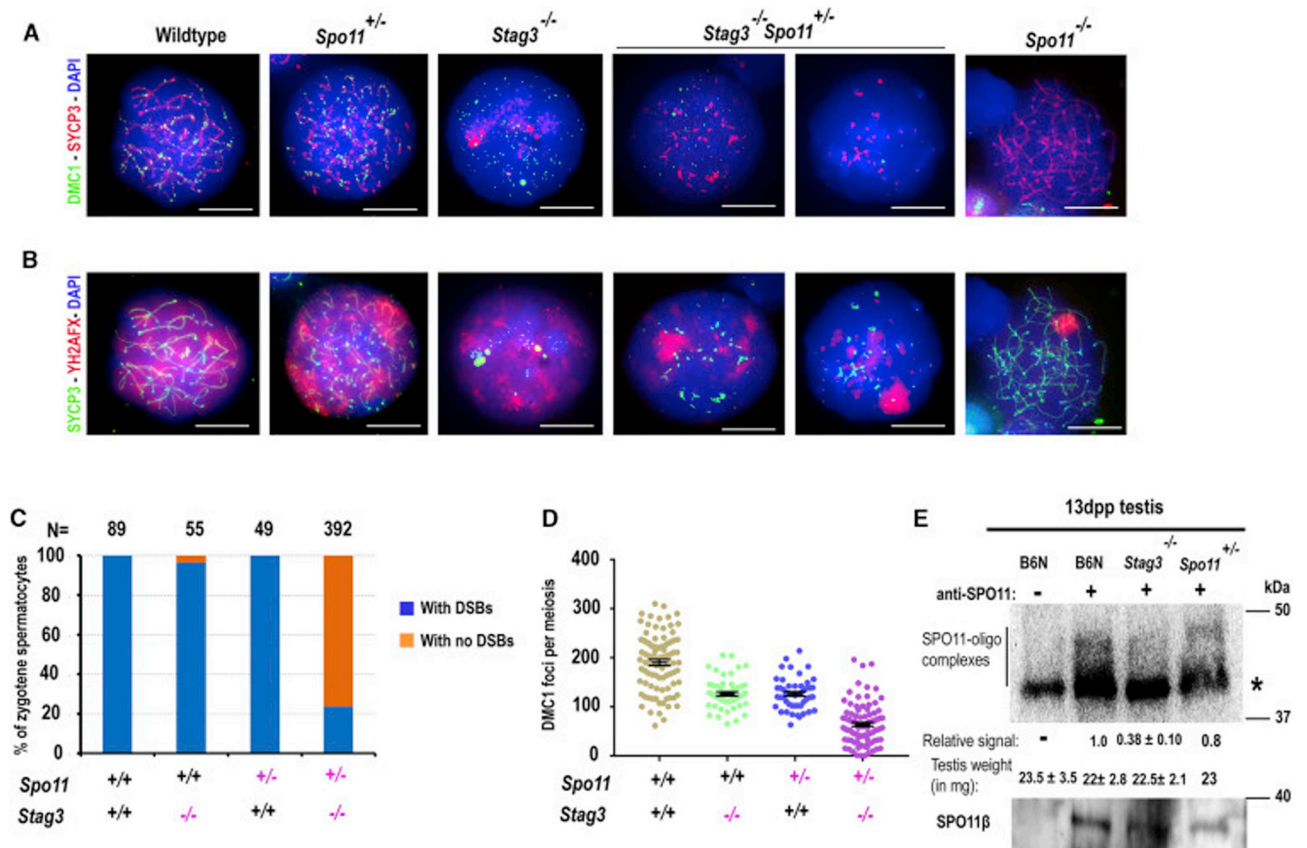 A
Wildtype
Spo11+/-
Stag3-/-
Stag3-/-Spo11+/-
Spo11-/-
DMC1 - SYCP3 - DAPI
B
SYCP3 - YH2AFX- DAPI
C
N= 89 55 49 392
% of zygotene spermatocytes
100
80
60
40
20
0
With DSBs
With no DSBs
Spo11 +/+ +/+ +/- +/-
Stag3 +/+ -/- +/+ -/-
D
DMC1 foci per meiosis
400
300
200
100
0
Spo11 +/+ +/+ +/- +/-
Stag3 +/+ -/- +/+ -/-
E
13dpp testis
B6N B6N Stag3-/- Spo11+/-
anti-SPO11: - + + + kDa
50
SPO11-oligo
complexes
*
37
Relative signal: - 1.0 0.38 ± 0.10 0.8
Testis weight
(in mg): 23.5 ± 3.5 22± 2.8 22.5± 2.1 23
40
SPO11β